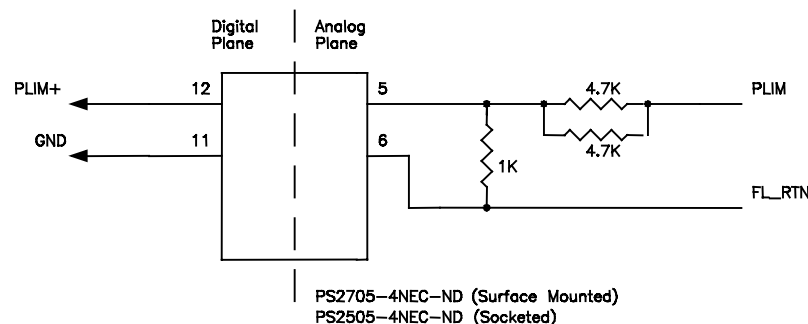 Digital Plane
Analog Plane
PLIM+
12
5
4.7K
PLIM
GND
11
6
4.7K
1K
FL_RTN
PS2705-4NEC-ND (Surface Mounted)
PS2505-4NEC-ND (Socketed)